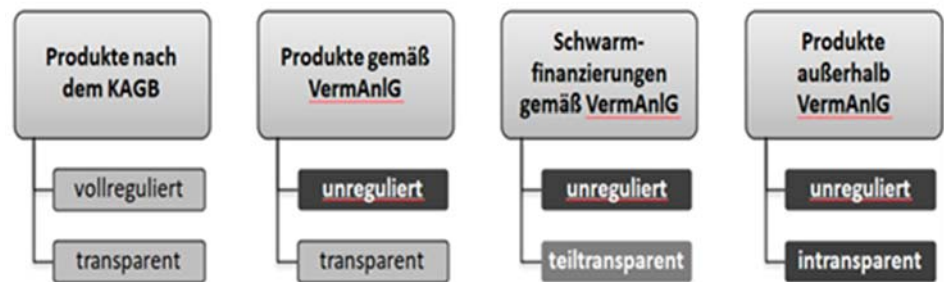 Produkte nach
dem KAGB
vollreguliert
transparent
Produkte gemäß
VermAnlG
unreguliert
transparent
Schwarm-
finanzierungen
gemäß VermAnlG
unreguliert
teiltransparent
Produkte
außerhalb
VermAnlG
unreguliert
intransparent